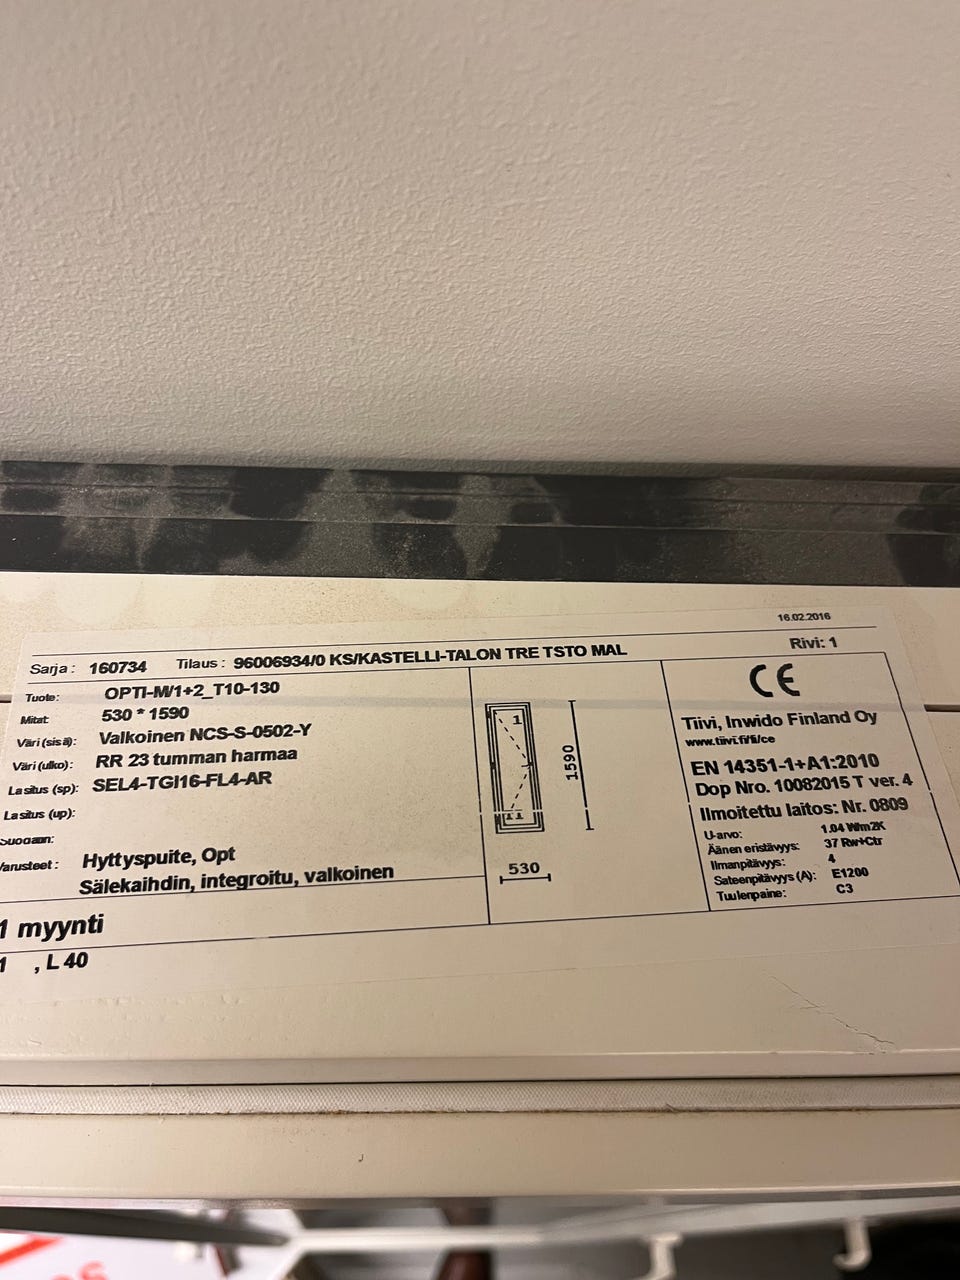 16.02.2016
Sarja: 160734 Tilaus: 96006934/0 KS/KASTELLI-TALON TRE TSTO MAL Rivi: 1
Tuote: OPTI-M/1+2_T10-130
Mitat: 530 * 1590
Väri (sisä): Valkoinen NCS-S-0502-Y
Väri (ulko): RR 23 tumman harmaa
Lasitus (sp): SEL4-TGI16-FL4-AR
Lasitus (up):
Suodatin:
Varusteet: Hyttyspuite, Opt
Sälekaihdin, integroitu, valkoinen
1 myynti
1 , L 40
1
1590
530
CE
Tiivi, Inwido Finland Oy
www.tiivi.fi/fi/ce
EN 14351-1+A1:2010
Dop Nro. 10082015 T ver. 4
Ilmoitettu laitos: Nr. 0809
U-arvo: 1.04 W/m2K
Äänen eristävyys: 37 Rw+Ctr
Ilmanpitävyys: 4
Sateenpitävyys (A): E1200
Tuulenpaine: C3